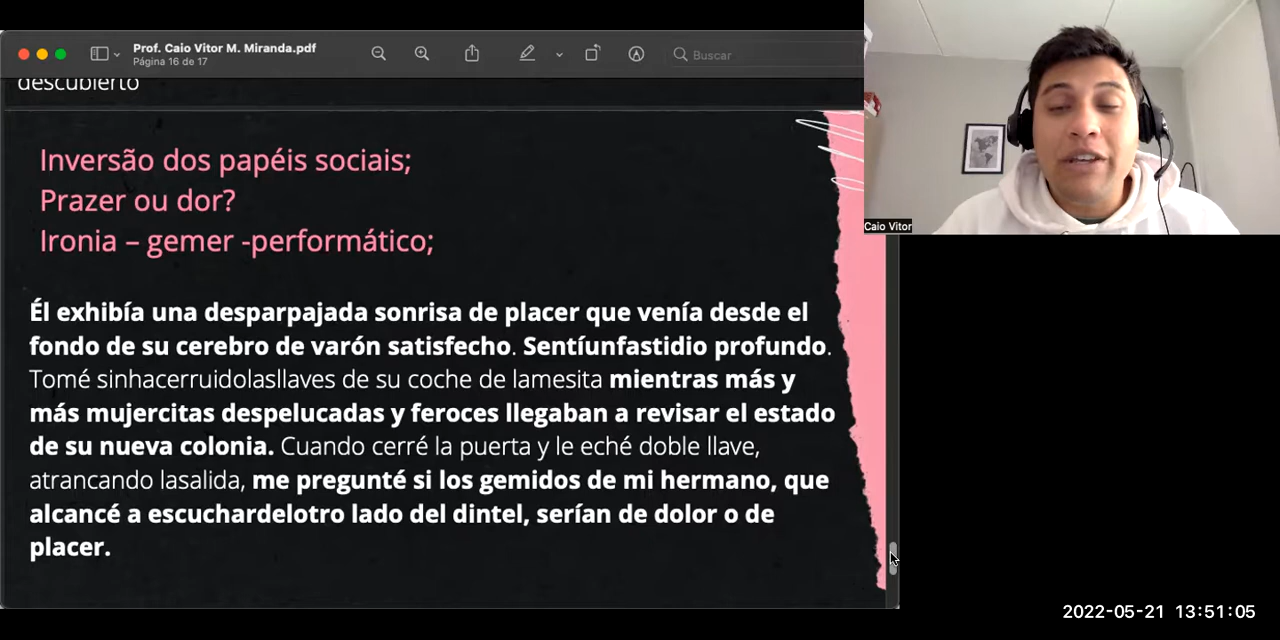 Prof. Caio Vitor M. Miranda.pdf
Página 16 de 17
Buscar
descubierto
Inversão dos papéis sociais;
Prazer ou dor?
Ironia – gemer -performático;
Él exhibía una desparpajada sonrisa de placer que venía desde el
fondo de su cerebro de varón satisfecho. Sentíunfastidio profundo.
Tomé sinhacerruidolasllaves de su coche de lamesita mientras más y
más mujercitas despelucadas y feroces llegaban a revisar el estado
de su nueva colonia. Cuando cerré la puerta y le eché doble llave,
atrancando lasalida, me pregunté si los gemidos de mi hermano, que
alcancé a escuchardelotro lado del dintel, serían de dolor o de
placer.
Caio Vitor
2022-05-21 13:51:05